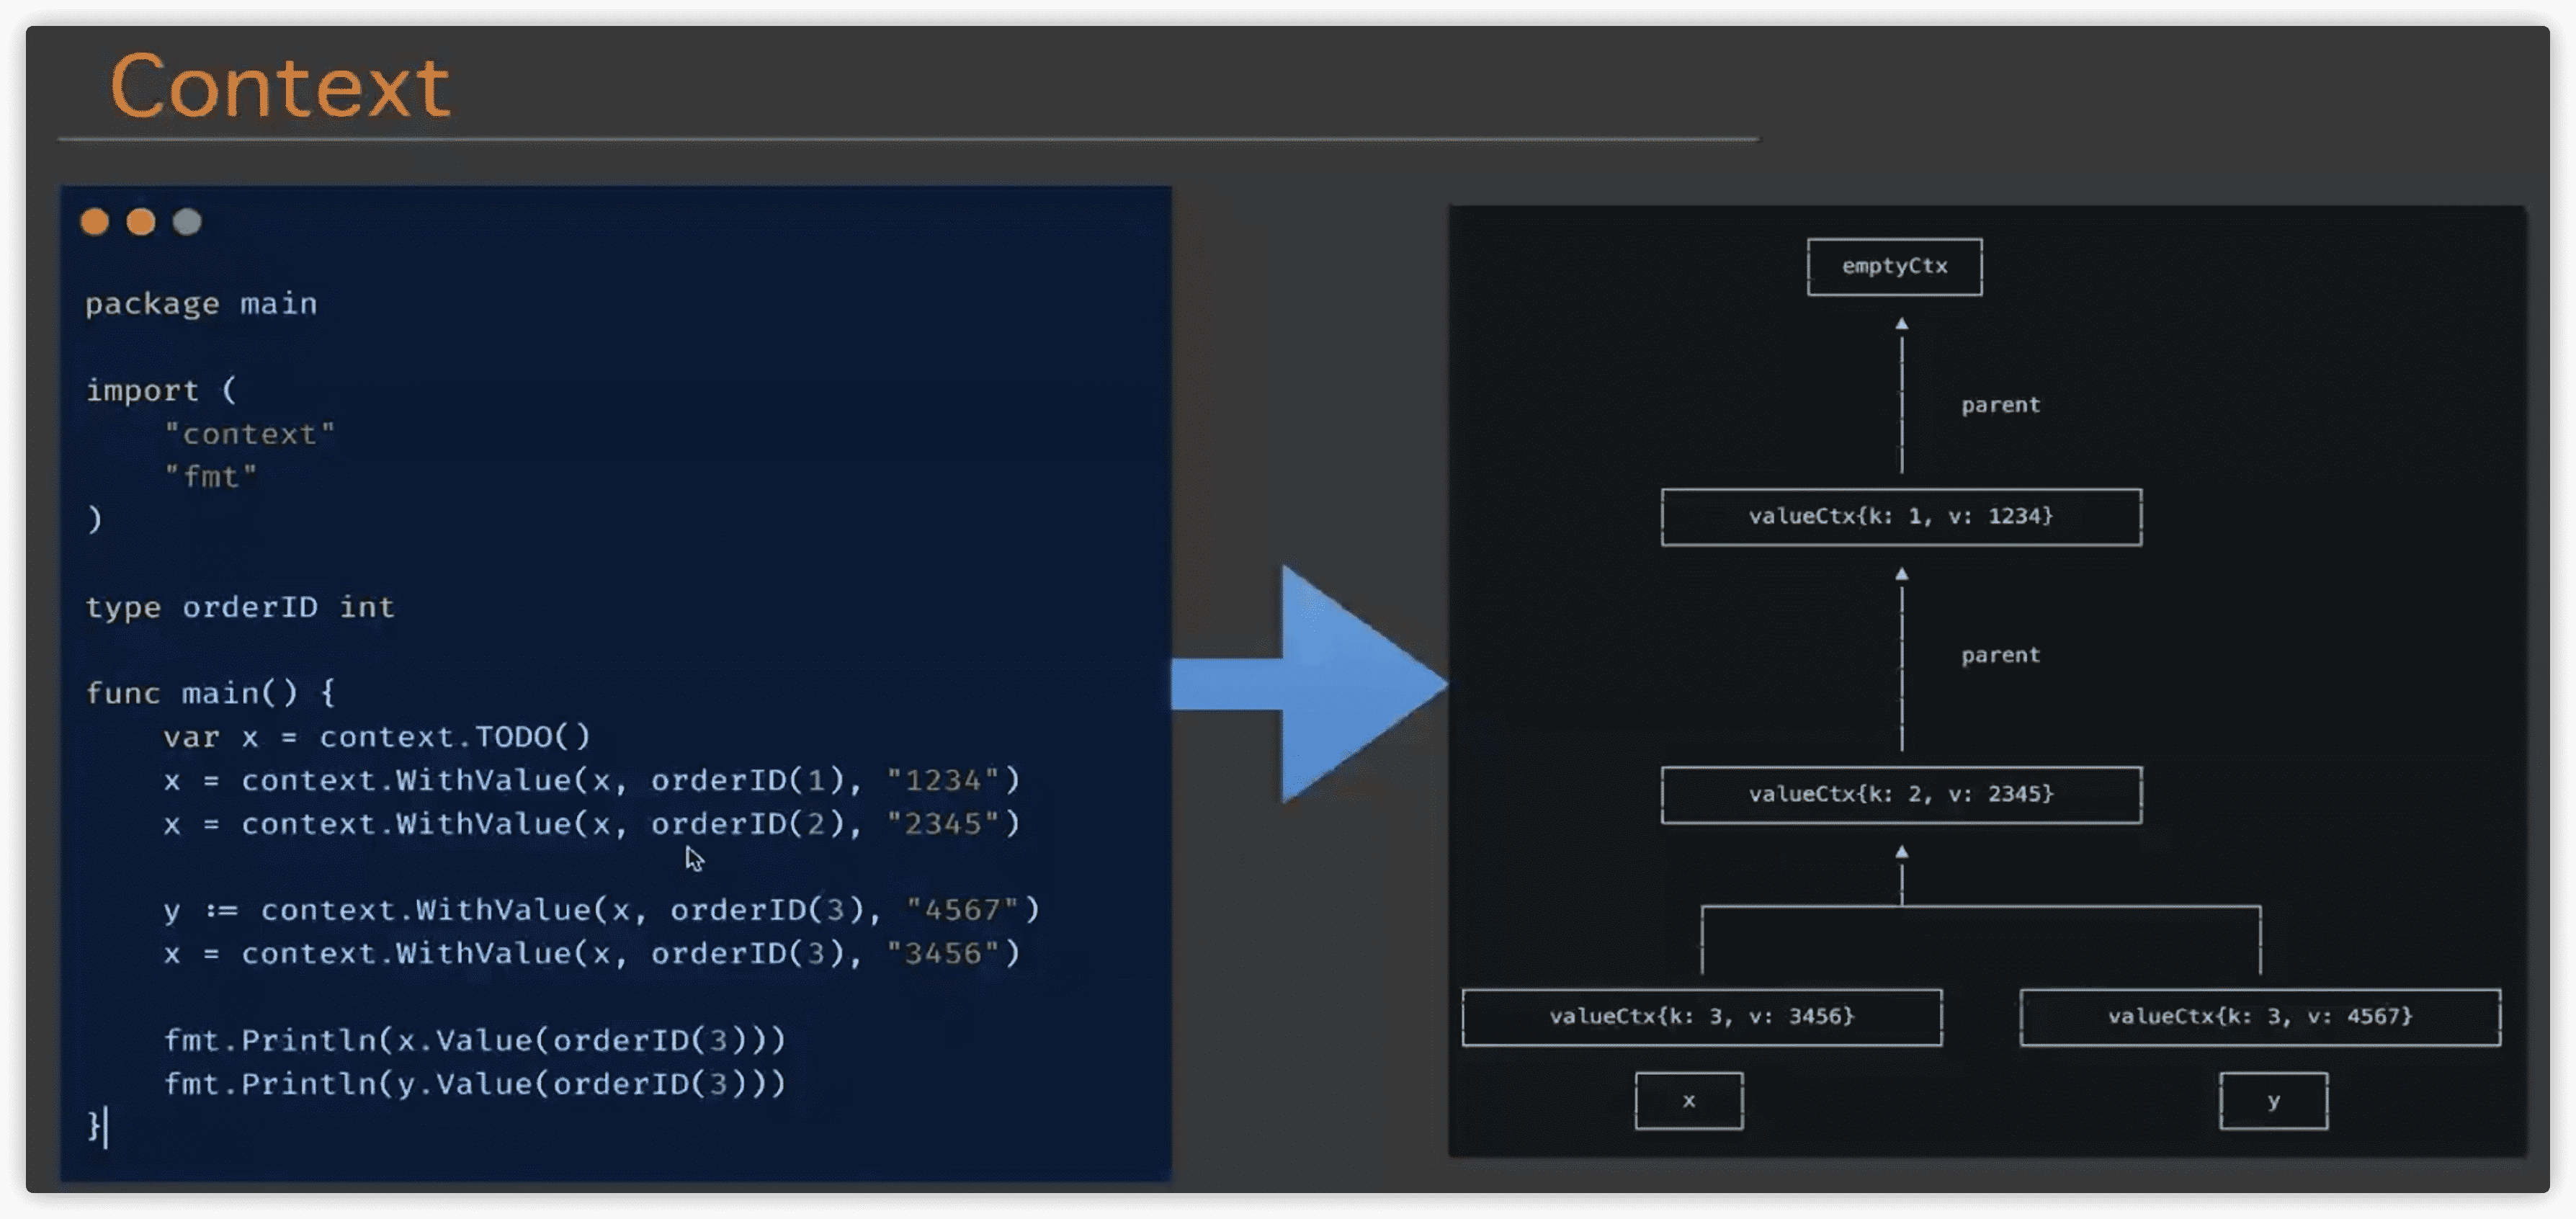 Context
package main
import (
"context"
"fmt"
)
type orderID int
func main() {
var x = context.TODO()
x = context.WithValue(x, orderID(1), "1234")
x = context.WithValue(x, orderID(2), "2345")
y := context.WithValue(x, orderID(3), "4567")
x = context.WithValue(x, orderID(3), "3456")
fmt.Println(x.Value(orderID(3)))
fmt.Println(y.Value(orderID(3)))
}
emptyCtx
parent
valueCtx{k: 1, v: 1234}
parent
valueCtx{k: 2, v: 2345}
valueCtx{k: 3, v: 3456}
valueCtx{k: 3, v: 4567}
x
y